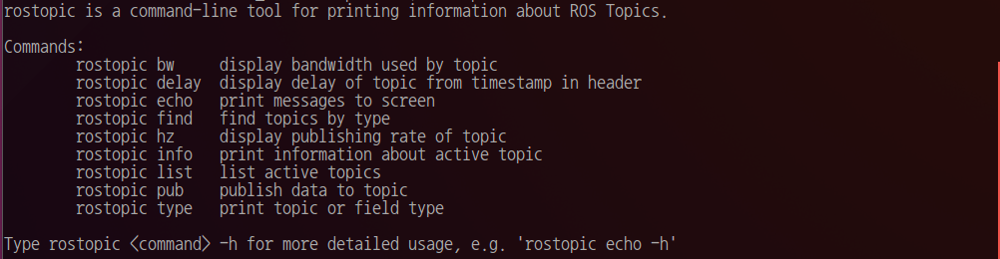 rostopic is a command-line tool for printing information about ROS Topics.

Commands:
	rostopic bw	display bandwidth used by topic
	rostopic delay	display delay of topic from timestamp in header
	rostopic echo	print messages to screen
	rostopic find	find topics by type
	rostopic hz	display publishing rate of topic
	rostopic info	print information about active topic
	rostopic list	list active topics
	rostopic pub	publish data to topic
	rostopic type	print topic or field type

Type rostopic <command> -h for more detailed usage, e.g. 'rostopic echo -h'